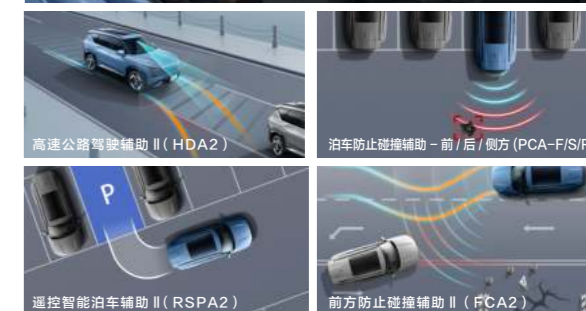 高速公路驾驶辅助 Ⅱ( HDA2 )
泊车防止碰撞辅助 – 前 / 后 / 侧方 (PCA-F/S/R
P
遥控智能泊车辅助 Ⅱ( RSPA2 )
前方防止碰撞辅助 Ⅱ ( FCA2 )